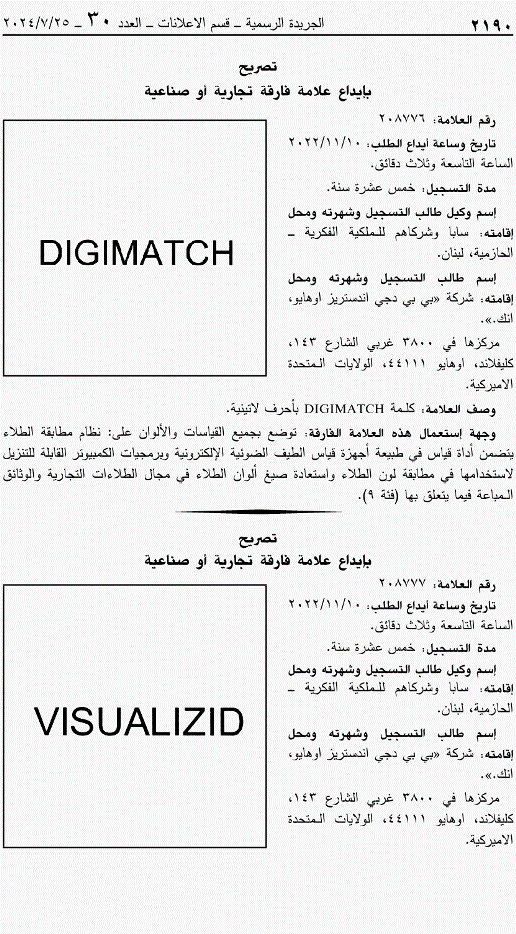 ٢١٩٠ الجريدة الرسمية ــ قسم الاعلانات ــ العدد ٣٠ ــ ٢٠٢٤/٧/٢٥
تصريح
بإيداع علامة فارقة تجارية أو صناعية
رقم العلامة: ٢٠٨٧٧٦
تاريخ وساعة أيداع الطلب: ٢٠٢٢/١١/١٠
الساعة التاسعة وثلاث دقائق.
مدة التسجيل: خمس عشرة سنة.
إسم وكيل طالب التسجيل وشهرته ومحل
إقامته: سابا وشركاهم للملكية الفكرية ــ
الحازمية، لبنان.
DIGIMATCH
إسم طالب التسجيل وشهرته ومحل
إقامته: شركة «بي بي دجي اندستريز اوهايو،
انك.».
مركزها في ٣٨٠٠ غربي الشارع ١٤٣،
كليفلاند، اوهايو ٤٤١١١، الولايات المتحدة
الاميركية.
وصف العلامة: كلمة DIGIMATCH بأحرف لاتينية.
وجهة إستعمال هذه العلامة الفارقة: توضع بجميع القياسات والألوان على: نظام مطابقة الطلاء
يتضمن أداة قياس في طبيعة أجهزة قياس الطيف الضوئية الإلكترونية وبرمجيات الكمبيوتر القابلة للتنزيل
لاستخدامها في مطابقة لون الطلاء واستعادة صيغ ألوان الطلاء في مجال الطلاءات التجارية والوثائق
المباعة فيما يتعلق بها (فئة ٩).
تصريح
بإيداع علامة فارقة تجارية أو صناعية
رقم العلامة: ٢٠٨٧٧٧
تاريخ وساعة أيداع الطلب: ٢٠٢٢/١١/١٠
الساعة التاسعة وثلاث دقائق.
مدة التسجيل: خمس عشرة سنة.
إسم وكيل طالب التسجيل وشهرته ومحل
إقامته: سابا وشركاهم للملكية الفكرية ــ
الحازمية، لبنان.
VISUALIZID
إسم طالب التسجيل وشهرته ومحل
إقامته: شركة «بي بي دجي اندستريز اوهايو،
انك.».
مركزها في ٣٨٠٠ غربي الشارع ١٤٣،
كليفلاند، اوهايو ٤٤١١١، الولايات المتحدة
الاميركية.